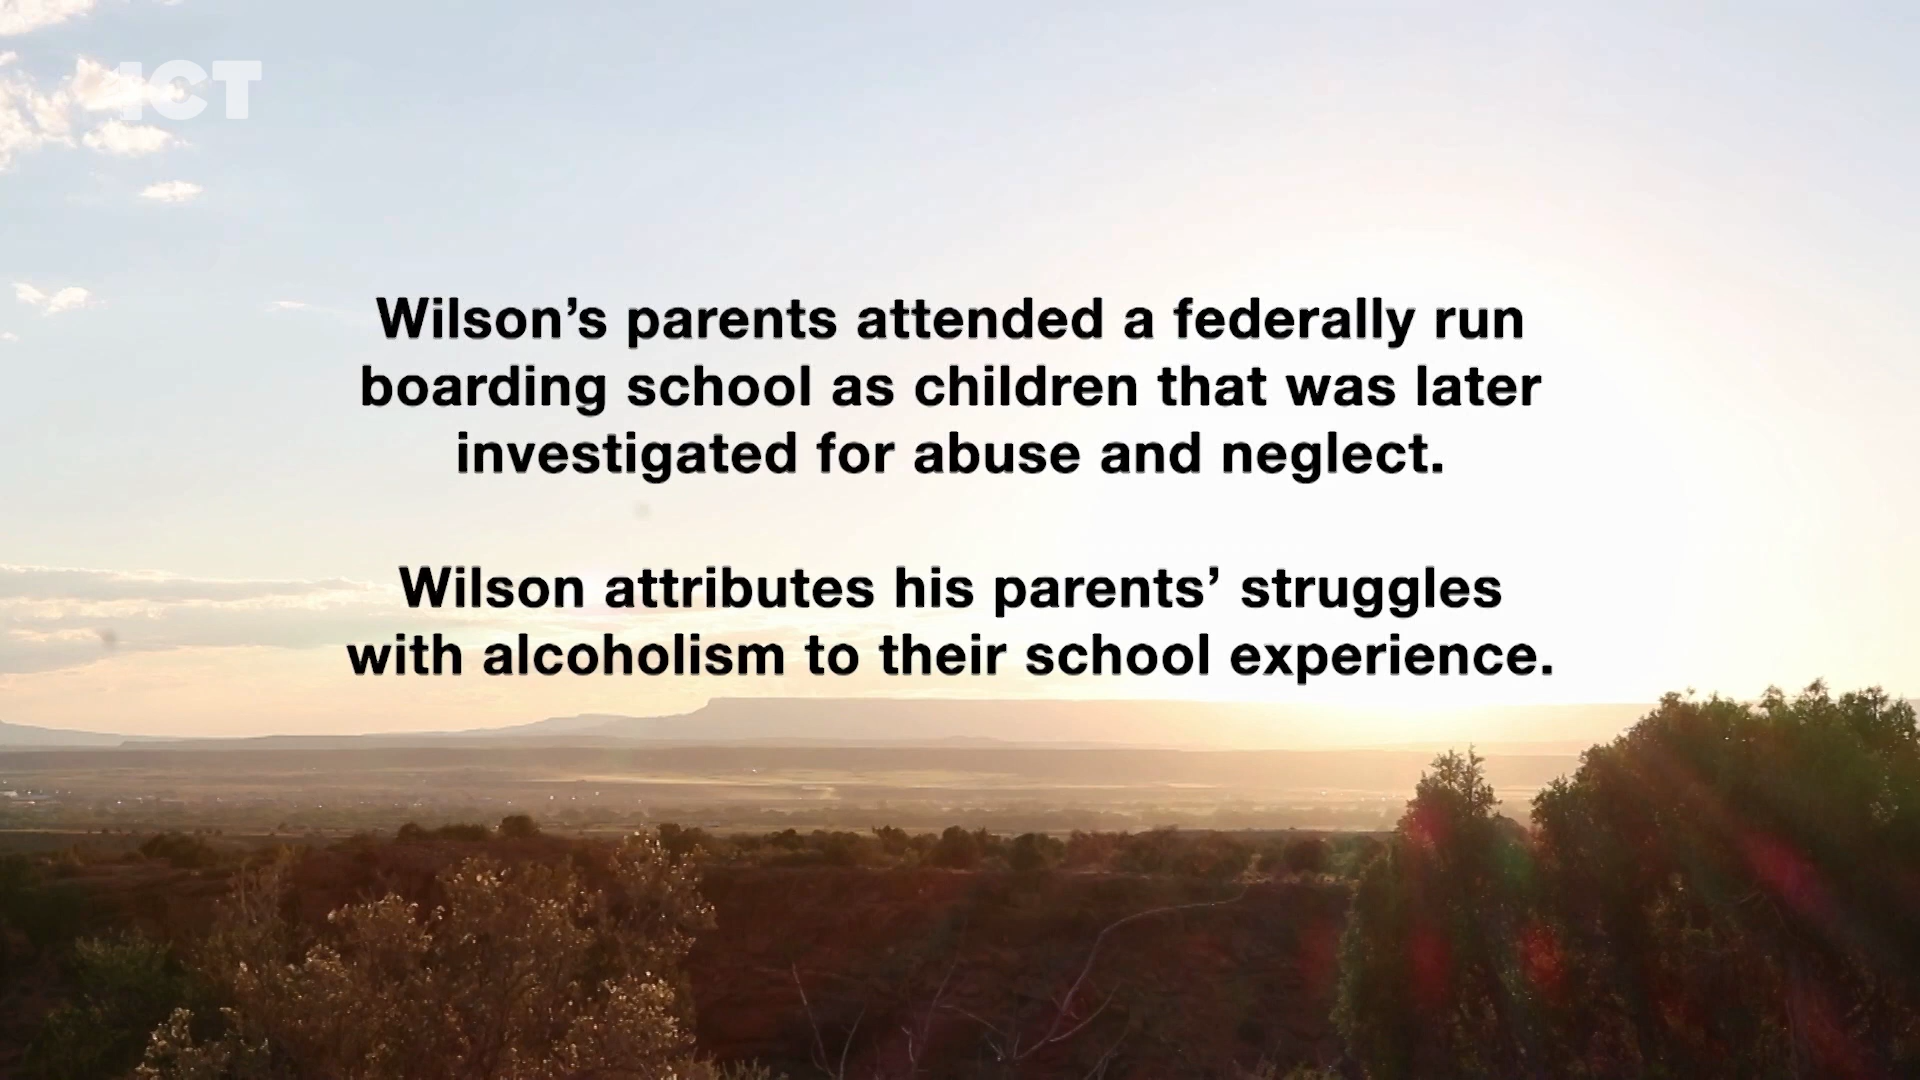 ICT
Wilson’s parents attended a federally run
boarding school as children that was later
investigated for abuse and neglect.
Wilson attributes his parents’ struggles
with alcoholism to their school experience.